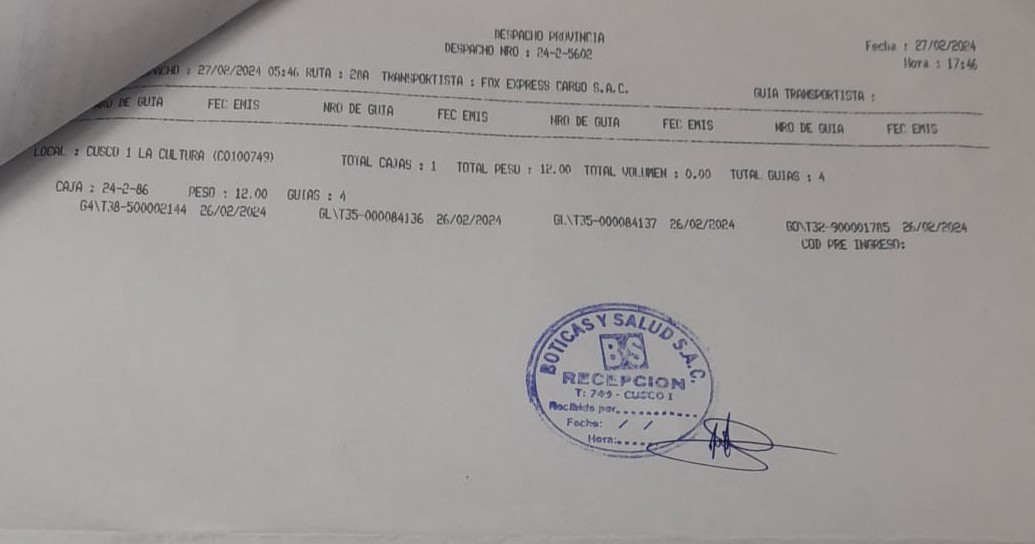 DESPACHO PROVINCIA
DESPACHO NRO : 24-2-5602
Fecha : 27/02/2024
Hora : 17:46
: 27/02/2024 05:46 RUTA : 28A TRANSPORTISTA : FOX EXPRESS CARGO S.A.C.
GUIA TRANSPORTISTA :
NRO DE GUIA FEC EMIS NRO DE GUIA FEC EMIS NRO DE GUIA FEC EMIS NRO DE GUIA FEC EMIS
LOCAL : CUSCO 1 LA CULTURA (C0100749) TOTAL CAJAS : 1 TOTAL PESO : 12.00 TOTAL VOLUMEN : 0.00 TOTAL GUIAS : 4
CAJA : 24-2-86 PESO : 12.00 GUIAS : 4
G4\T38-500002144 26/02/2024 GL\T35-000084136 26/02/2024 GL\T35-000084137 26/02/2024 GO\T32-900001785 26/02/2024
COD PRE INGRESO:
BOTICAS Y SALUD S.A.C.
BS
RECEPCION
T: 749 - CUSCO 1
Recibido por..............
Fecha: / /
Hora:......